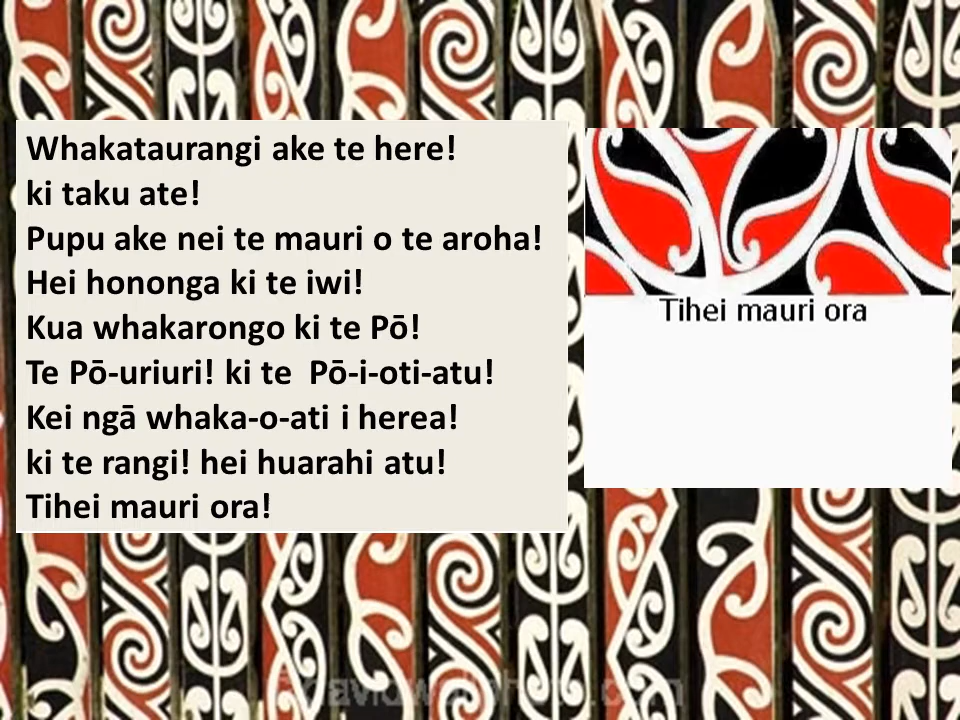 Whakataurangi ake te here!
ki taku ate!
Pupu ake nei te mauri o te aroha!
Hei hononga ki te iwi!
Kua whakarongo ki te Pō!
Te Pō-uriuri! ki te  Pō-i-oti-atu!
Kei ngā whaka-o-ati i herea!
ki te rangi! hei huarahi atu!
Tihei mauri ora!
Tihei mauri ora